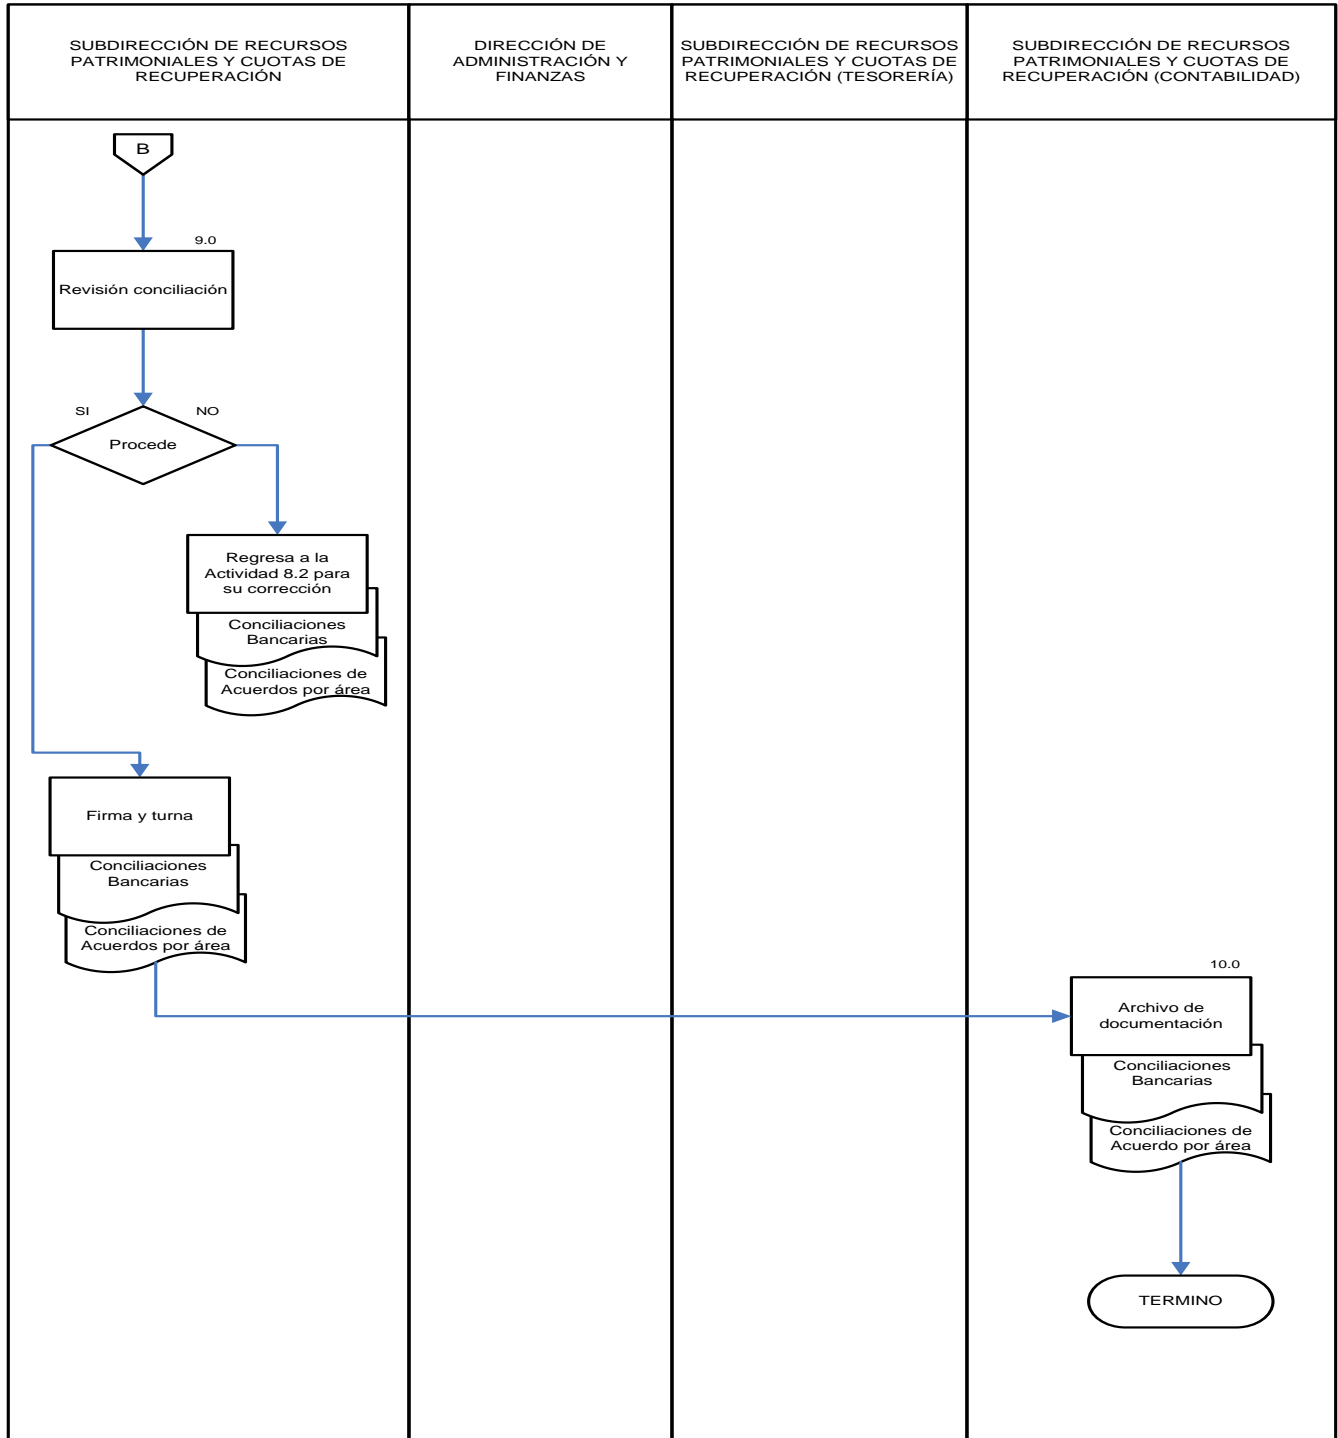 SUBDIRECCIÓN DE RECURSOS
PATRIMONIALES Y CUOTAS DE
RECUPERACIÓN
DIRECCIÓN DE
ADMINISTRACIÓN Y
FINANZAS
SUBDIRECCIÓN DE RECURSOS
PATRIMONIALES Y CUOTAS DE
RECUPERACIÓN (TESORERÍA)
SUBDIRECCIÓN DE RECURSOS
PATRIMONIALES Y CUOTAS DE
RECUPERACIÓN (CONTABILIDAD)
B
9.0
Revisión conciliación
SI
NO
Procede
Regresa a la
Actividad 8.2 para
su corrección
Conciliaciones
Bancarias
Conciliaciones de
Acuerdos por área
Firma y turna
Conciliaciones
Bancarias
Conciliaciones de
Acuerdos por área
10.0
Archivo de
documentación
Conciliaciones
Bancarias
Conciliaciones de
Acuerdo por área
TERMINO